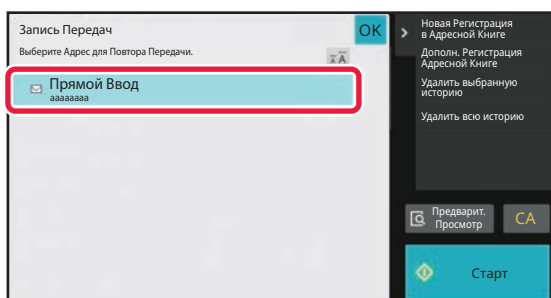 Запись Передач
OK
Выберите Адрес для Повтора Передачи.
Прямой Ввод
aaaaaaaa
Новая Регистрация
в Адресной Книге
Дополн. Регистрация
Адресной Книге
Удалить выбранную
историю
Удалить всю историю
Предварит.
Просмотр
CA
Старт